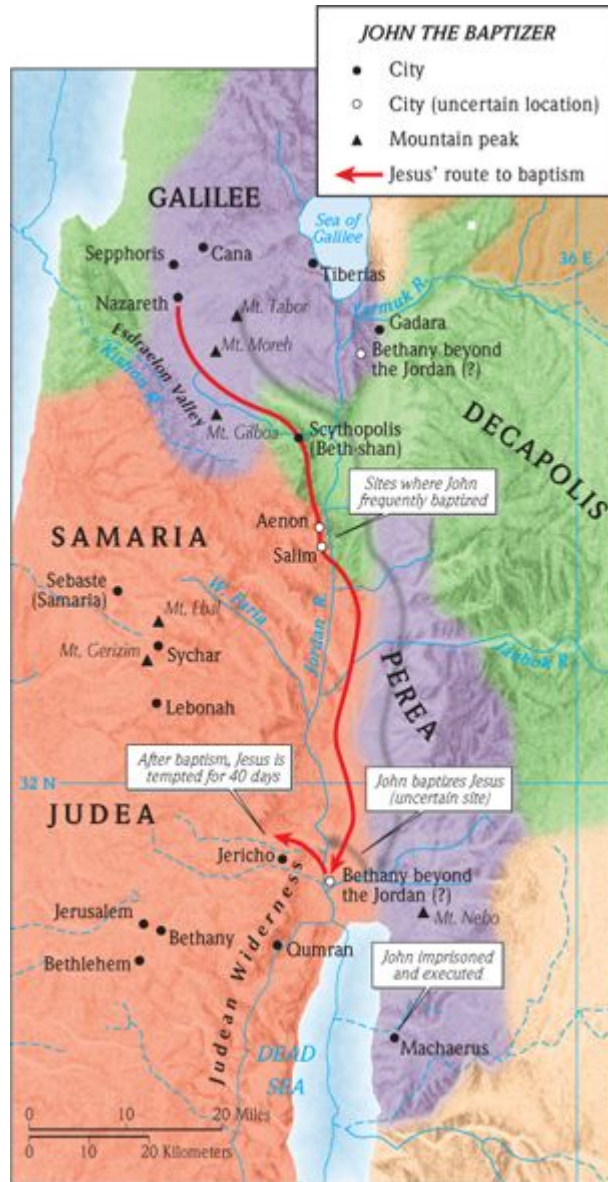 JOHN THE BAPTIZER
City
City (uncertain location)
Mountain peak
Jesus' route to baptism
GALILEE
Sea of
Galilee
36 E
Sepphoris
Cana
Tiberias
Nazareth
Mt. Tabor
Yarmuk R.
Gadara
Esdraelon Valley
Kishon R.
Mt. Moreh
Bethany beyond
the Jordan (?)
Mt. Gilboa
Scythopolis
(Beth-shan)
DECAPOLIS
Sites where John
frequently baptized
Aenon
Salim
SAMARIA
Sebaste
(Samaria)
W. Faria
Jordan R.
Mt. Ebal
Mt. Gerizim
Sychar
Jabbok R.
PEREA
Lebonah
After baptism, Jesus is
tempted for 40 days
32 N
John baptizes Jesus
(uncertain site)
JUDEA
Jericho
Bethany beyond
the Jordan (?)
Jerusalem
Bethany
Mt. Nebo
Bethlehem
Judean Wilderness
Qumran
John imprisoned
and executed
Machaerus
DEAD
SEA
0 10 20 Miles
0 10 20 Kilometers